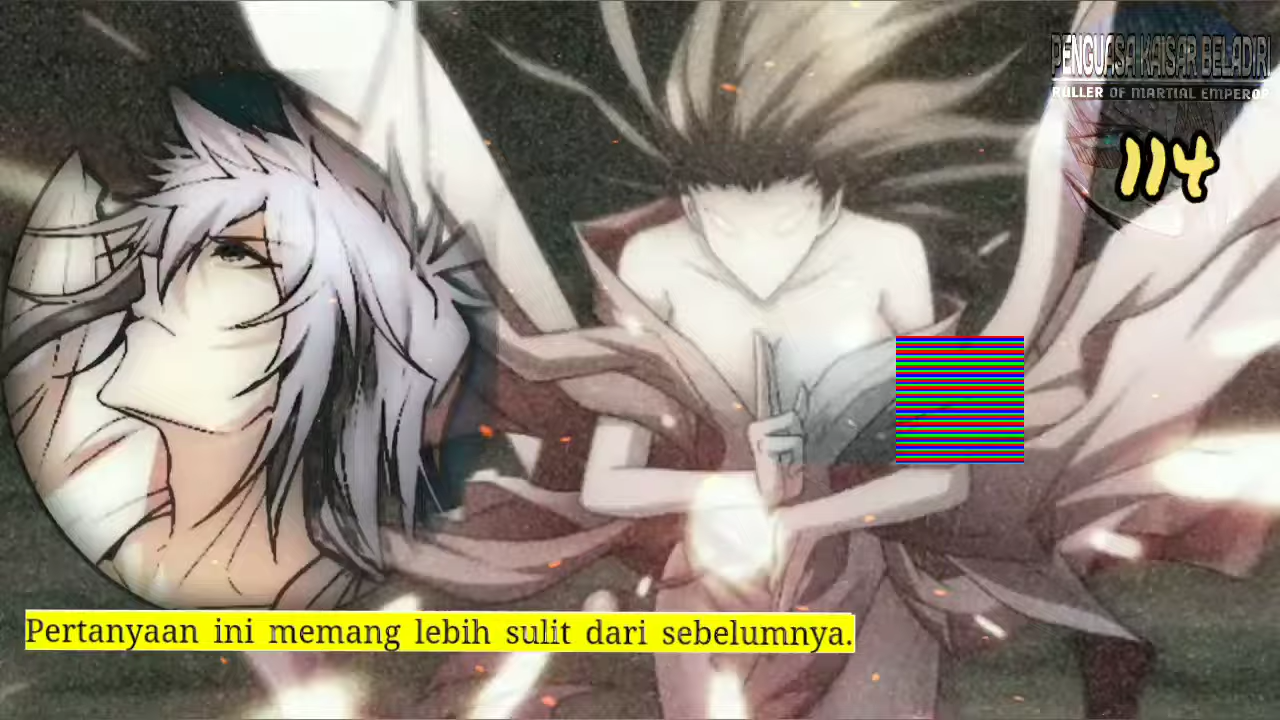 PENGUASA KAISAR BELADIRI
RULLER OF MARTIAL EMPEROR
114
Pertanyaan ini memang lebih sulit dari sebelumnya.